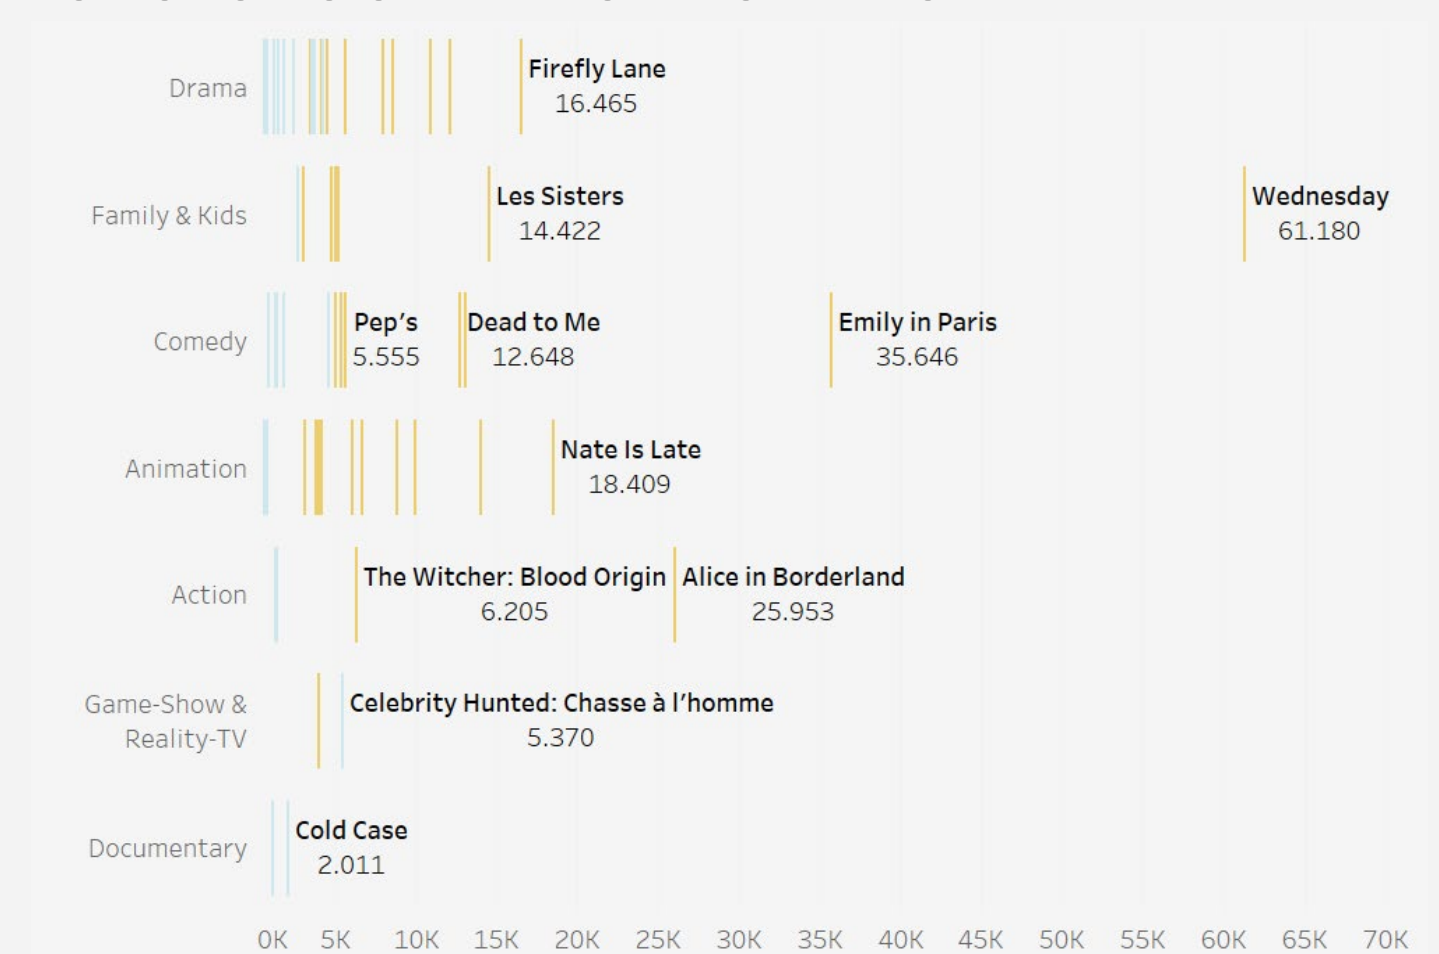 Drama
Firefly Lane
16.465
Family & Kids
Les Sisters
14.422
Wednesday
61.180
Comedy
Pep's
5.555
Dead to Me
12.648
Emily in Paris
35.646
Animation
Nate Is Late
18.409
Action
The Witcher: Blood Origin
6.205
Alice in Borderland
25.953
Game-Show &
Reality-TV
Celebrity Hunted: Chasse à l'homme
5.370
Documentary
Cold Case
2.011
0K 5K 10K 15K 20K 25K 30K 35K 40K 45K 50K 55K 60K 65K 70K